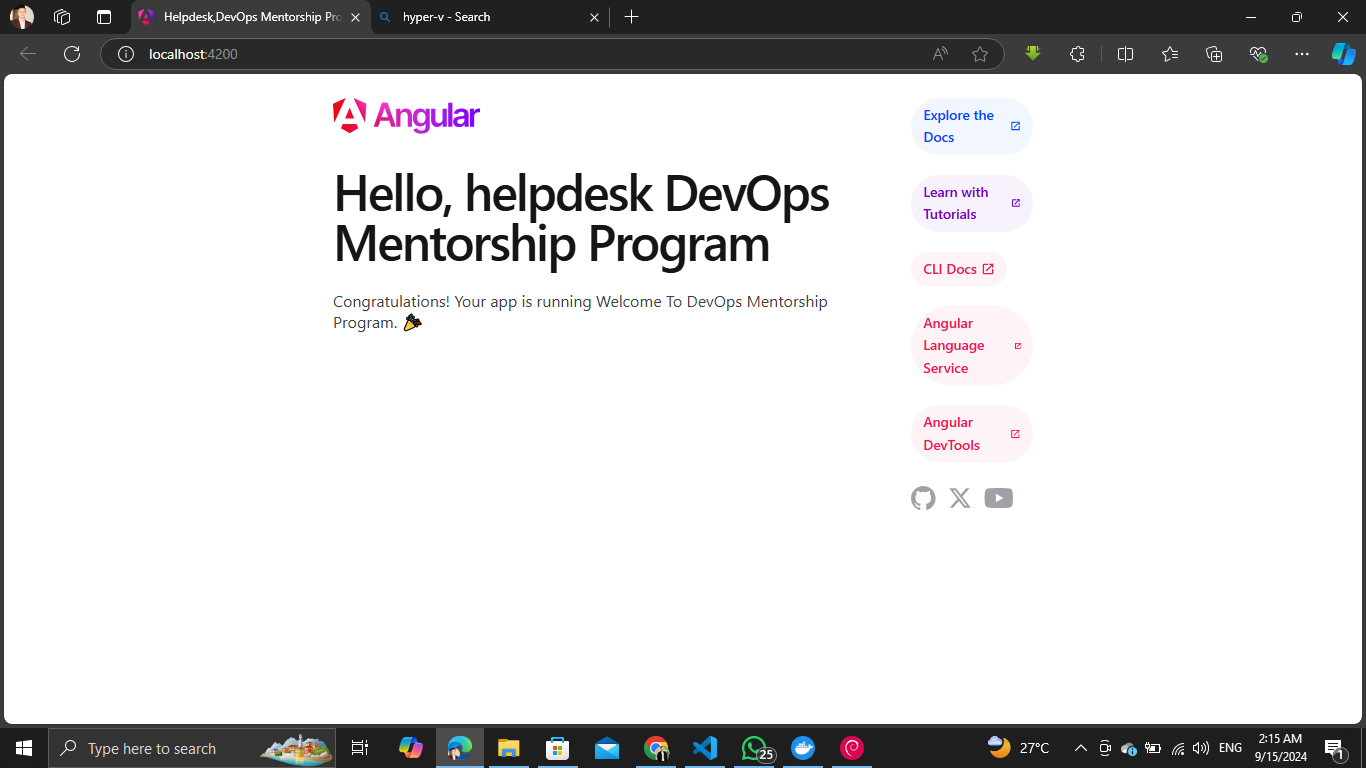 Helpdesk,DevOps Mentorship Pro
hyper-v - Search
localhost:4200
Angular
Hello, helpdesk DevOps
Mentorship Program
Congratulations! Your app is running Welcome To DevOps Mentorship
Program. 🎉
Explore the
Docs
Learn with
Tutorials
CLI Docs
Angular
Language
Service
Angular
DevTools
Type here to search
25
27°C
ENG
2:15 AM
9/15/2024
1